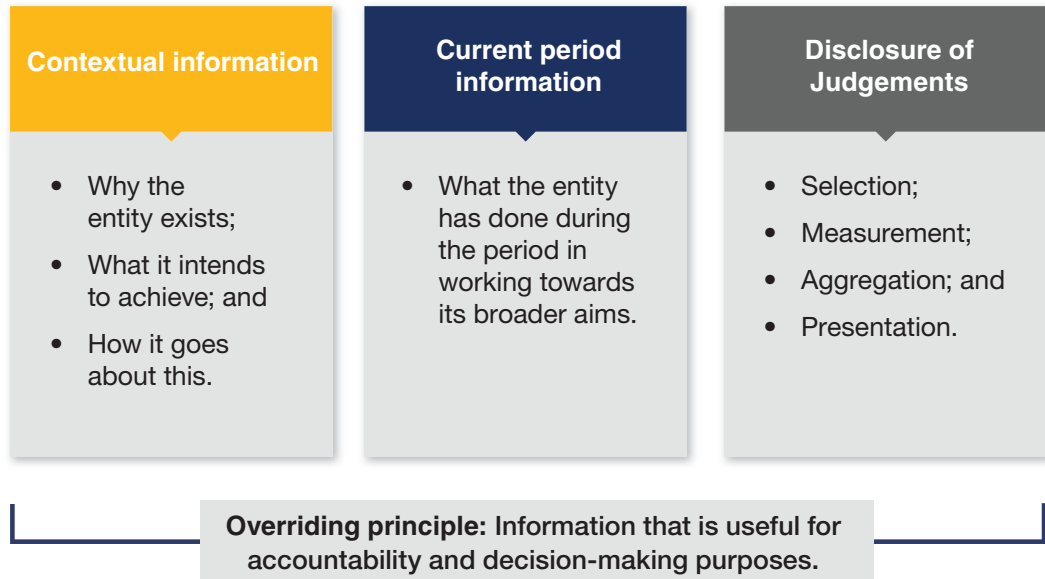 Contextual information
• Why the
entity exists;
• What it intends
to achieve; and
• How it goes
about this.
Current period
information
• What the entity
has done during
the period in
working towards
its broader aims.
Disclosure of
Judgements
• Selection;
• Measurement;
• Aggregation; and
• Presentation.
Overriding principle: Information that is useful for
accountability and decision-making purposes.